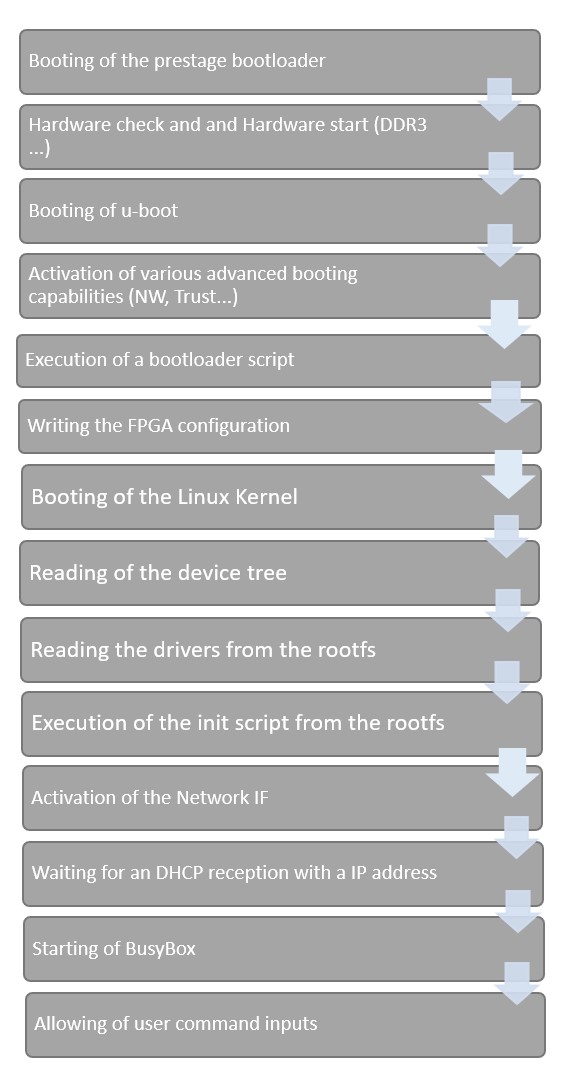 Booting of the prestage bootloader
Hardware check and and Hardware start (DDR3
...)
Booting of u-boot
Activation of various advanced booting
capabilities (NW, Trust...)
Execution of a bootloader script
Writing the FPGA configuration
Booting of the Linux Kernel
Reading of the device tree
Reading the drivers from the rootfs
Execution of the init script from the rootfs
Activation of the Network IF
Waiting for an DHCP reception with a IP address
Starting of BusyBox
Allowing of user command inputs